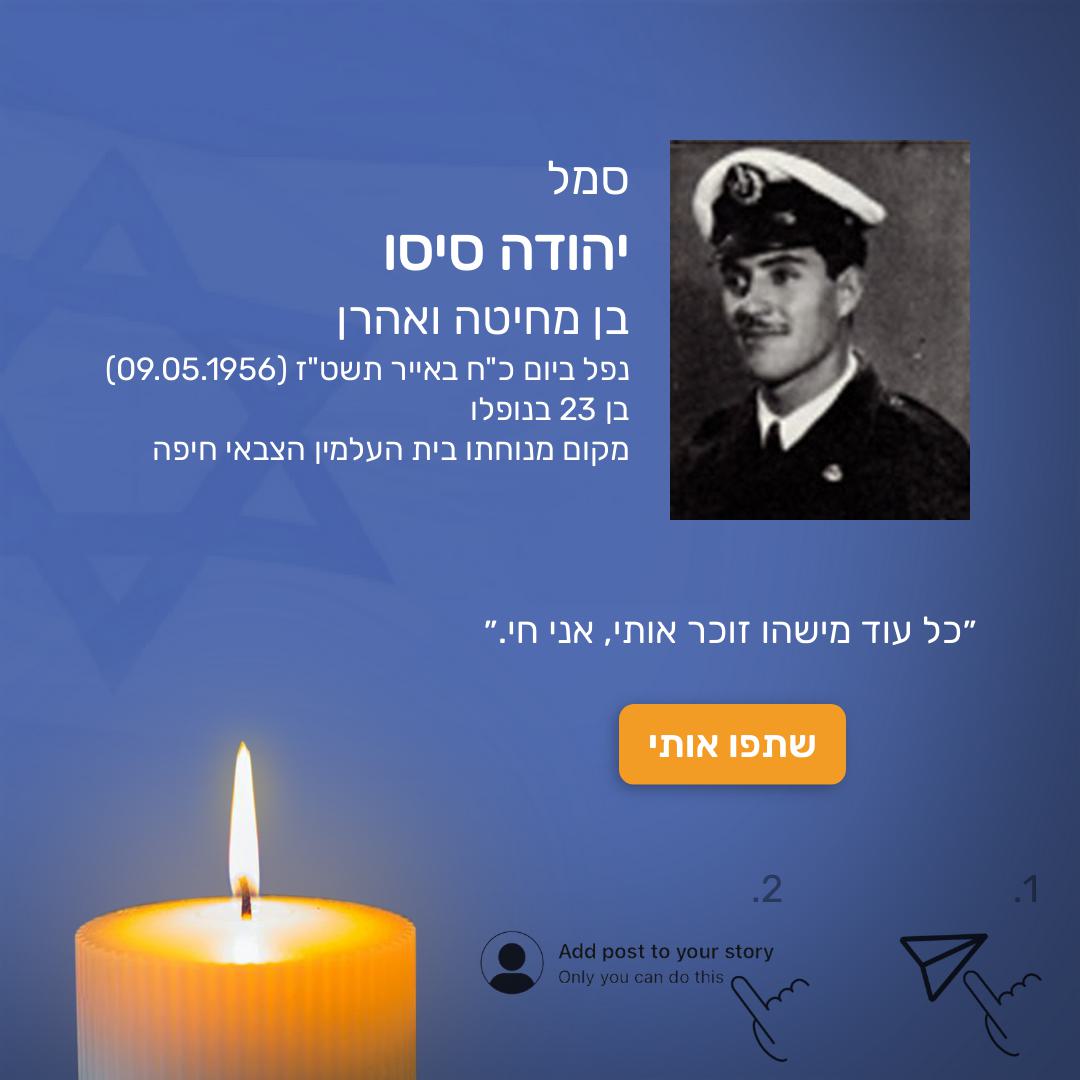 סמל
יהודה סיסו
בן מחיטה ואהרן
נפל ביום כ"ח באייר תשט"ז (09.05.1956)
בן 23 בנופלו
מקום מנוחתו בית העלמין הצבאי חיפה
״כל עוד מישהו זוכר אותי, אני חי.״
שתפו אותי
1.
2.
Add post to your story
Only you can do this